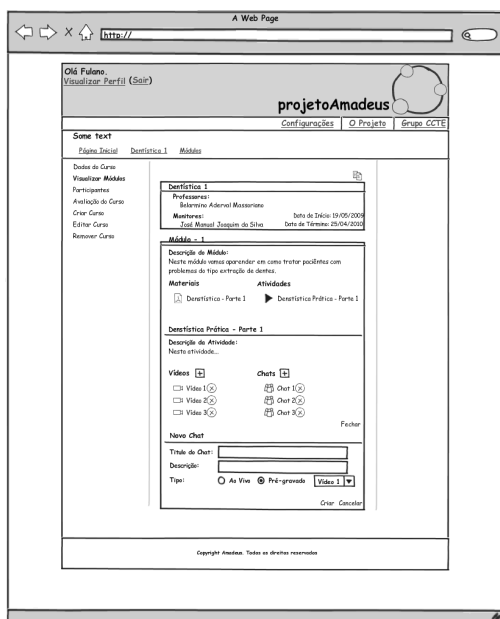 A Web Page
http://
Olá Fulano.
Visualizar Perfil (Sair)
projetoAmadeus
Configurações O Projeto Grupo CCTE
Some text
Página Inicial Dentística 1 Módulos
Dados do Curso
Visualizar Módulos
Participantes
Avaliação do Curso
Criar Curso
Editar Curso
Remover Curso
Dentística 1
Professores:
Belarmino Aderval Massariano
Monitores: Data de Início: 19/05/2009
José Manuel Joaquim da Silva Data de Término: 25/04/2010
Módulo - 1
Descrição do Módulo:
Neste módulo vamos aparender em como tratar paciêntes com
problemas do tipo extração de dentes.
Materiais Atividades
Denstística - Parte 1 Denstística Prática - Parte 1
Denstística Prática - Parte 1
Descrição da Atividade:
Nesta atividade...
Vídeos + Chats +
Vídeo 1 X Chat 1 X
Vídeo 2 X Chat 2 X
Vídeo 3 X Chat 3 X
Fechar
Novo Chat
Título do Chat:
Descrição:
Tipo: Ao Vivo Pré-gravado Vídeo 1
Criar Cancelar
Copyright Amadeus. Todos os direitos reservados